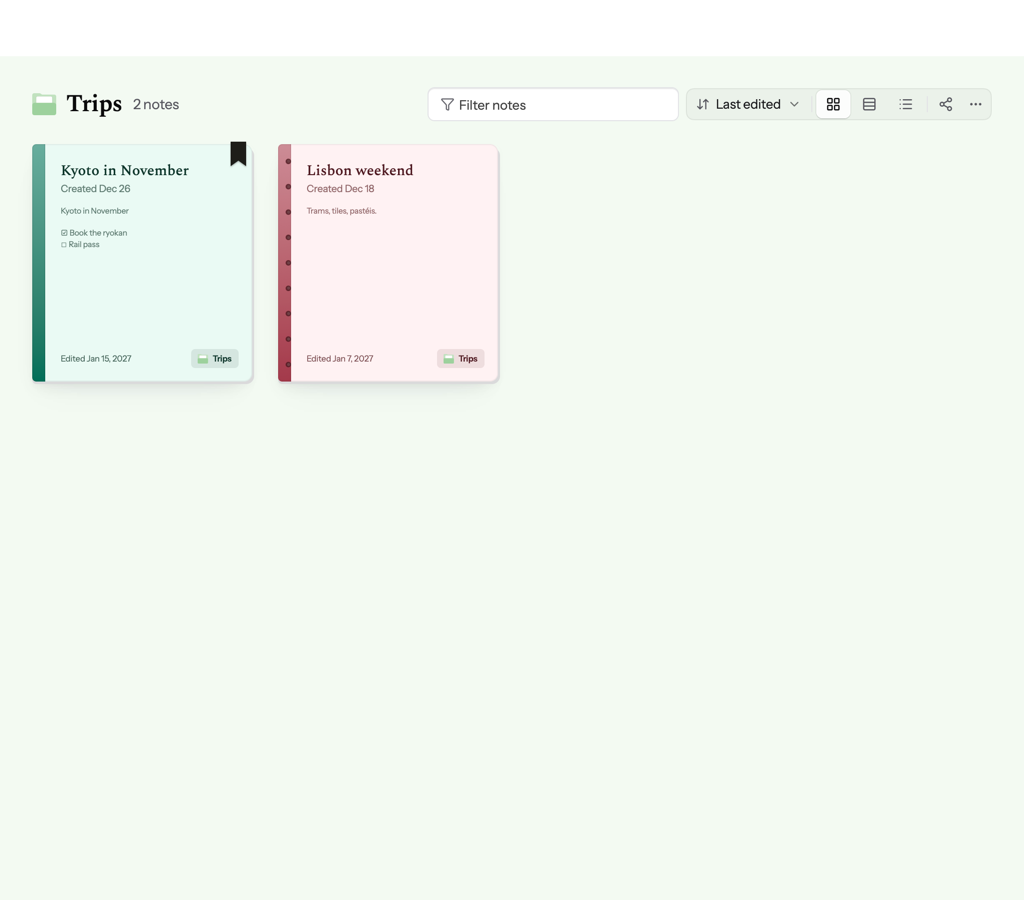 Trips 2 notes
Filter notes
Last edited
Kyoto in November
Created Dec 26
Kyoto in November
☑ Book the ryokan
☐ Rail pass
Edited Jan 15, 2027
Trips
Lisbon weekend
Created Dec 18
Trams, tiles, pastéis.
Edited Jan 7, 2027
Trips